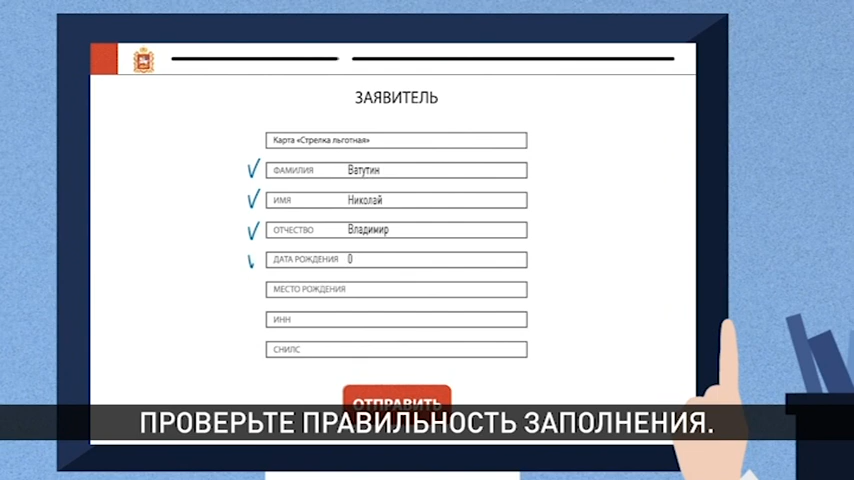 ЗАЯВИТЕЛЬ
Карта «Стрелка льготная»
ФАМИЛИЯ Ватутин
ИМЯ Николай
ОТЧЕСТВО Владимир
ДАТА РОЖДЕНИЯ 0
МЕСТО РОЖДЕНИЯ
ИНН
СНИЛС
ОТПРАВИТЬ
ПРОВЕРЬТЕ ПРАВИЛЬНОСТЬ ЗАПОЛНЕНИЯ.